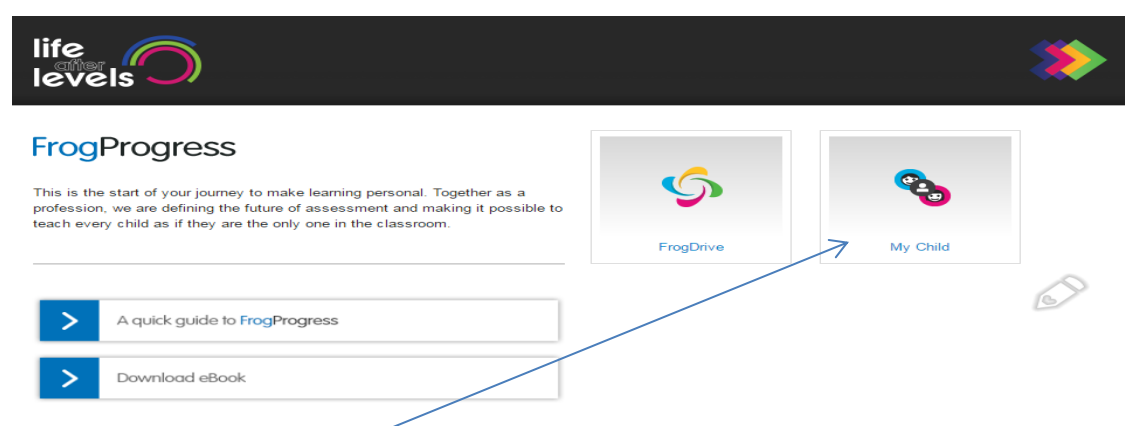 life
after
levels
FrogProgress
This is the start of your journey to make learning personal. Together as a
profession, we are defining the future of assessment and making it possible to
teach every child as if they are the only one in the classroom.
FrogDrive
My Child
A quick guide to FrogProgress
Download eBook